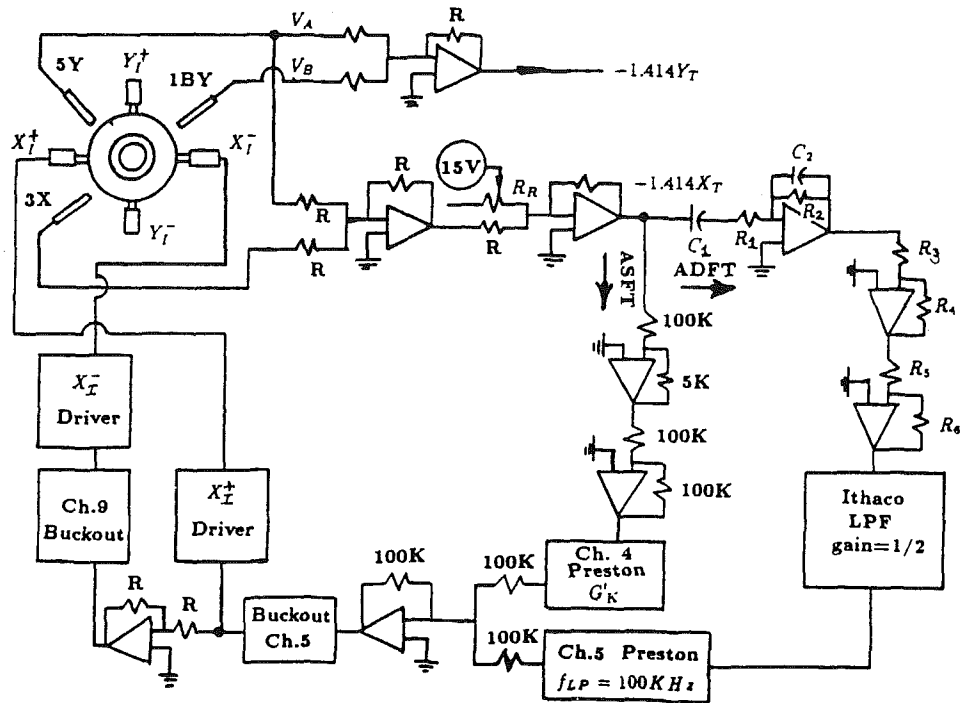 V_A
R
5Y
Y_I^+
1BY
V_B
−1.414Y_T
X_I^+
X_I^-
15V
R
R_R
−1.414X_T
C_2
3X
R
R_2
Y_I^-
R
R
C_1
R_1
ASFT
ADFT
R_3
100K
R_4
X_I^-
Driver
5K
R_5
100K
R_6
Ch.9
Buckout
X_I^+
Driver
100K
Ithaco
LPF
gain=1/2
100K
100K
Ch. 4
Preston
G'_K
R
R
Buckout
Ch.5
100K
Ch.5 Preston
f_{LP} = 100KHz